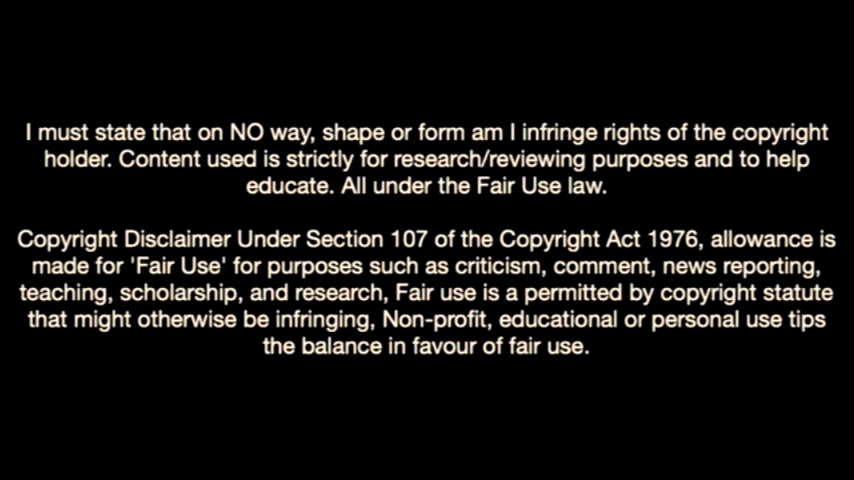 I must state that on NO way, shape or form am I infringe rights of the copyright
holder. Content used is strictly for research/reviewing purposes and to help
educate. All under the Fair Use law.
Copyright Disclaimer Under Section 107 of the Copyright Act 1976, allowance is
made for 'Fair Use' for purposes such as criticism, comment, news reporting,
teaching, scholarship, and research, Fair use is a permitted by copyright statute
that might otherwise be infringing, Non-profit, educational or personal use tips
the balance in favour of fair use.